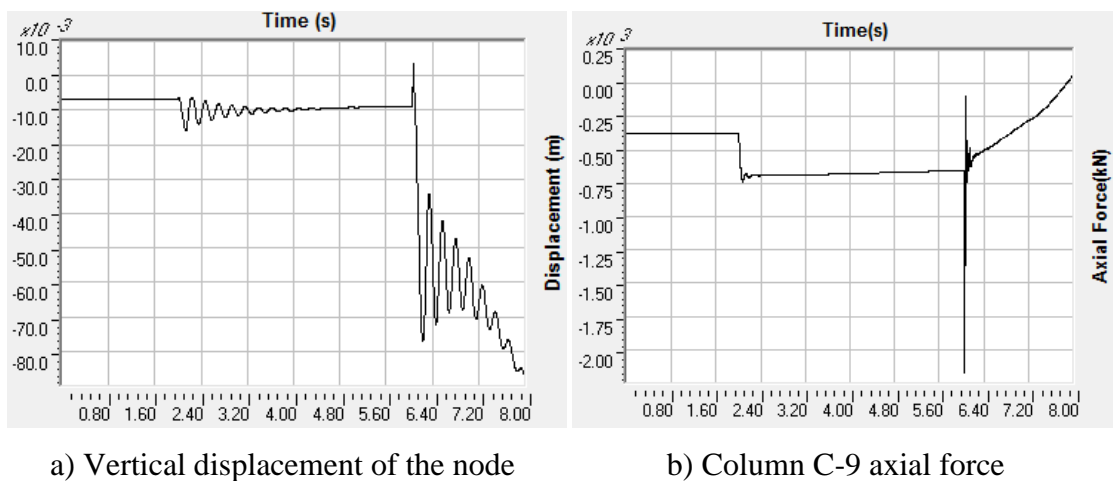 x10 -3
Time (s)
10.0
0.0
-10.0
-20.0
-30.0
-40.0
-50.0
-60.0
-70.0
-80.0
0.80 1.60 2.40 3.20 4.00 4.80 5.60 6.40 7.20 8.00
Displacement (m)
x10 3
Time(s)
0.25
0.00
-0.25
-0.50
-0.75
-1.00
-1.25
-1.50
-1.75
-2.00
0.80 1.60 2.40 3.20 4.00 4.80 5.60 6.40 7.20 8.00
Axial Force(kN)
a) Vertical displacement of the node
b) Column C-9 axial force